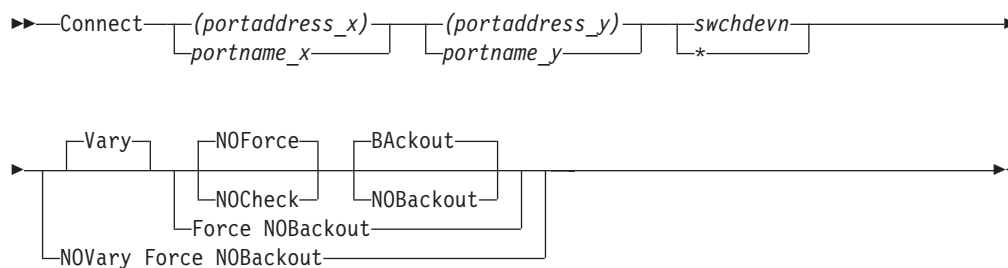 Connect (portaddress_x) (portaddress_y) swchdevn
portname_x portname_y *
Vary NOForce BAckout
NOCheck NOBackout
Force NOBackout
NOVary Force NOBackout